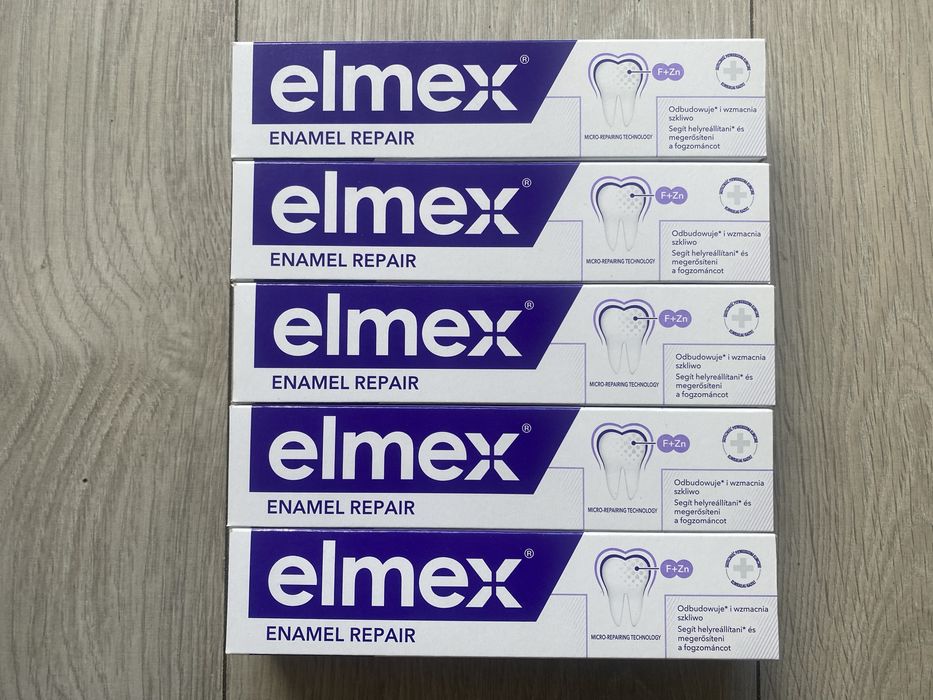 elmex®
ENAMEL REPAIR
F+Zn
MICRO-REPAIRING TECHNOLOGY
Odbudowuje* i wzmacnia
szkliwo
Segít helyreállítani* és
megerősíteni
a fogzománcot
elmex®
ENAMEL REPAIR
F+Zn
MICRO-REPAIRING TECHNOLOGY
Odbudowuje* i wzmacnia
szkliwo
Segít helyreállítani* és
megerősíteni
a fogzománcot
elmex®
ENAMEL REPAIR
F+Zn
MICRO-REPAIRING TECHNOLOGY
Odbudowuje* i wzmacnia
szkliwo
Segít helyreállítani* és
megerősíteni
a fogzománcot
elmex®
ENAMEL REPAIR
F+Zn
MICRO-REPAIRING TECHNOLOGY
Odbudowuje* i wzmacnia
szkliwo
Segít helyreállítani* és
megerősíteni
a fogzománcot
elmex®
ENAMEL REPAIR
F+Zn
MICRO-REPAIRING TECHNOLOGY
Odbudowuje* i wzmacnia
szkliwo
Segít helyreállítani* és
megerősíteni
a fogzománcot